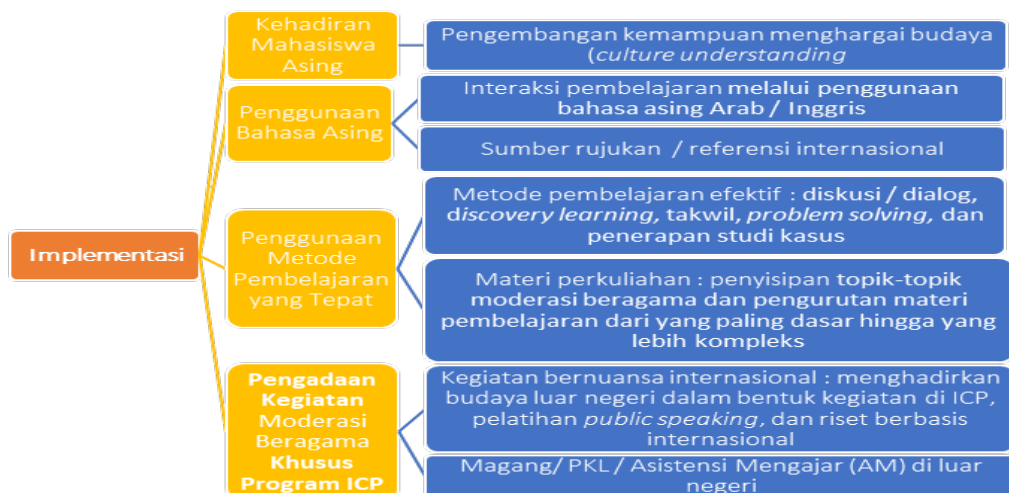 Implementasi
Kehadiran
Mahasiswa
Asing
Pengembangan kemampuan menghargai budaya
(culture understanding
Penggunaan
Bahasa Asing
Interaksi pembelajaran melalui penggunaan
bahasa asing Arab / Inggris
Sumber rujukan / referensi internasional
Penggunaan
Metode
Pembelajaran
yang Tepat
Metode pembelajaran efektif : diskusi / dialog,
discovery learning, takwil, problem solving, dan
penerapan studi kasus
Materi perkuliahan : penyisipan topik-topik
moderasi beragama dan pengurutan materi
pembelajaran dari yang paling dasar hingga yang
lebih kompleks
Pengadaan
Kegiatan
Moderasi
Beragama
Khusus
Program ICP
Kegiatan bernuansa internasional : menghadirkan
budaya luar negeri dalam bentuk kegiatan di ICP,
pelatihan public speaking, dan riset berbasis
internasional
Magang/ PKL / Asistensi Mengajar (AM) di luar
negeri